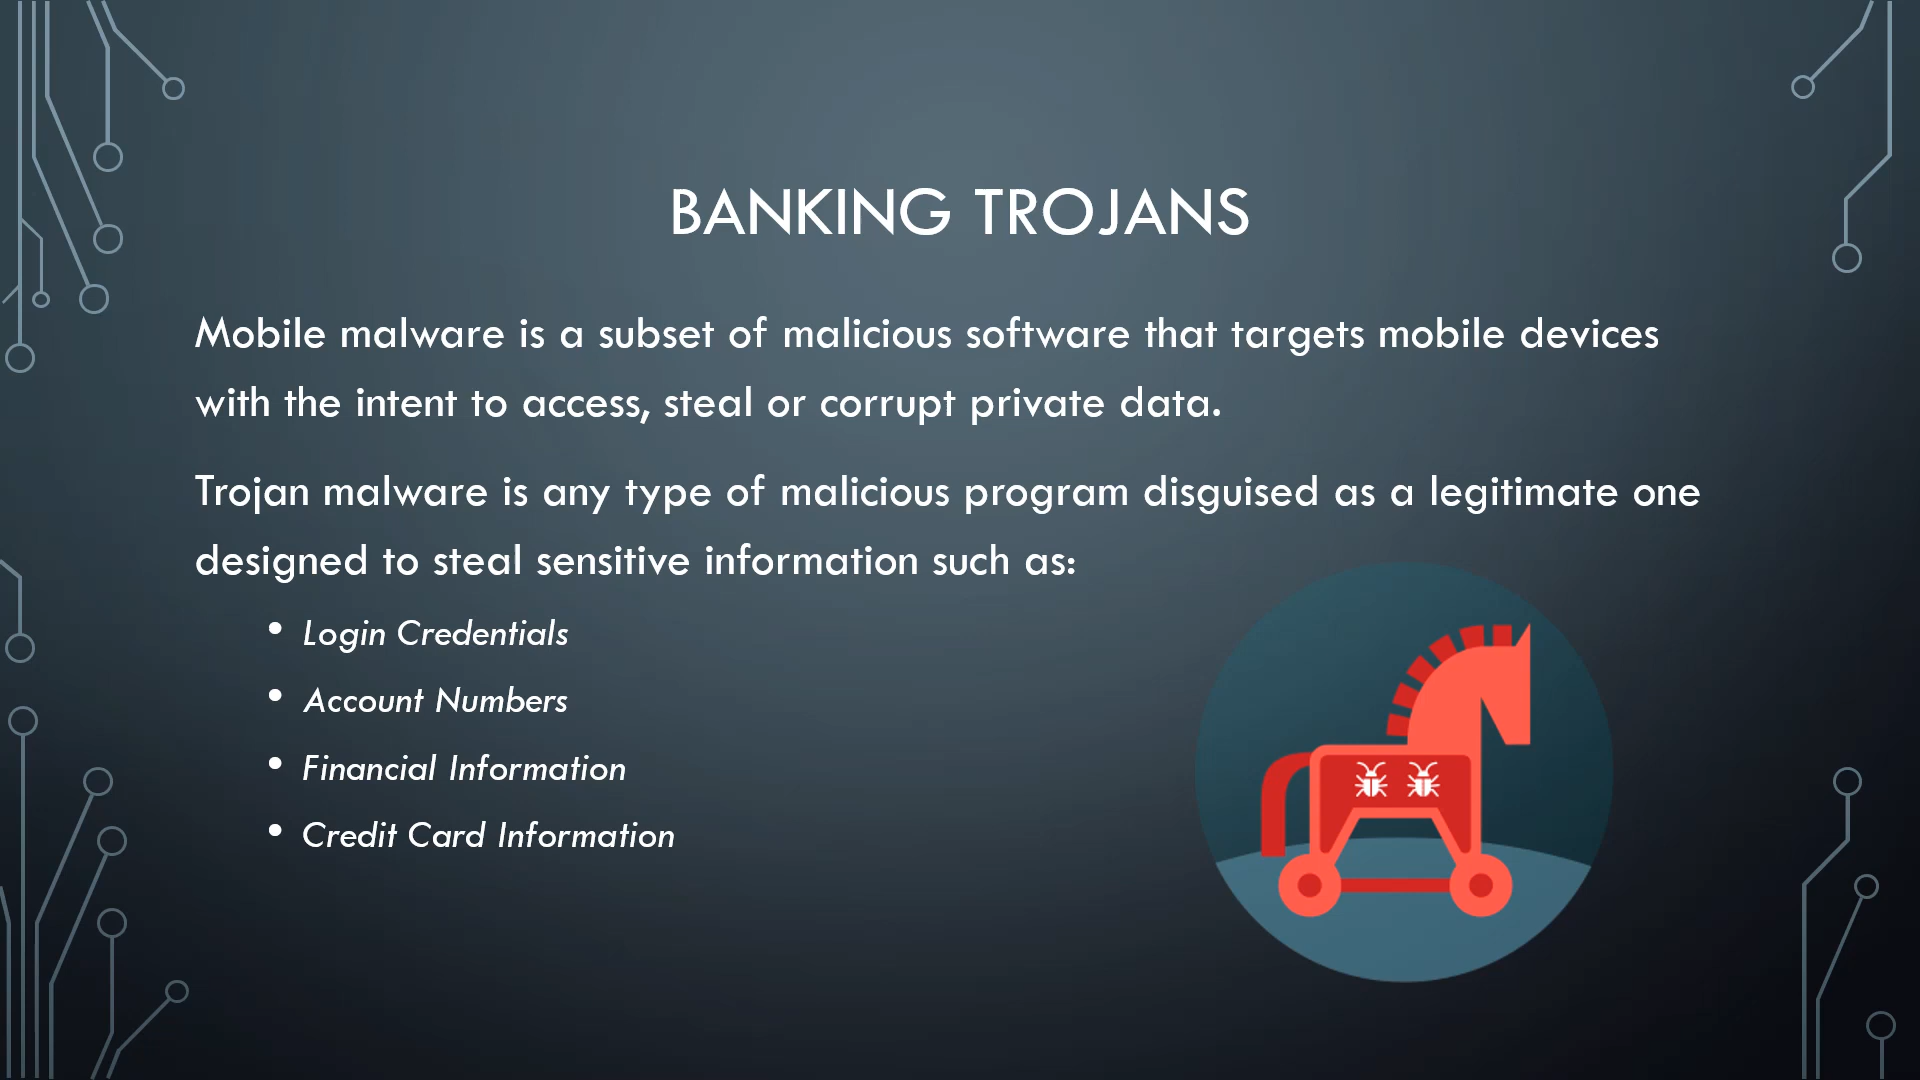 BANKING TROJANS
Mobile malware is a subset of malicious software that targets mobile devices
with the intent to access, steal or corrupt private data.
Trojan malware is any type of malicious program disguised as a legitimate one
designed to steal sensitive information such as:
• Login Credentials
• Account Numbers
• Financial Information
• Credit Card Information